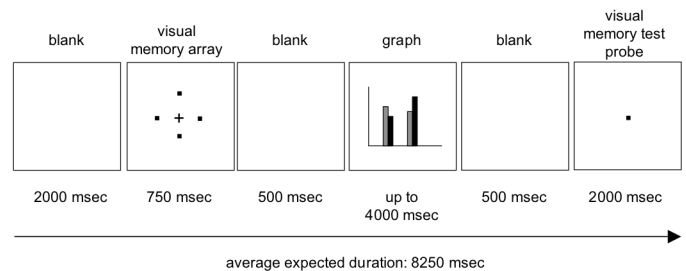 blank
visual
memory array
blank
graph
blank
visual
memory test
probe
2000 msec
750 msec
500 msec
up to
4000 msec
500 msec
2000 msec
average expected duration: 8250 msec